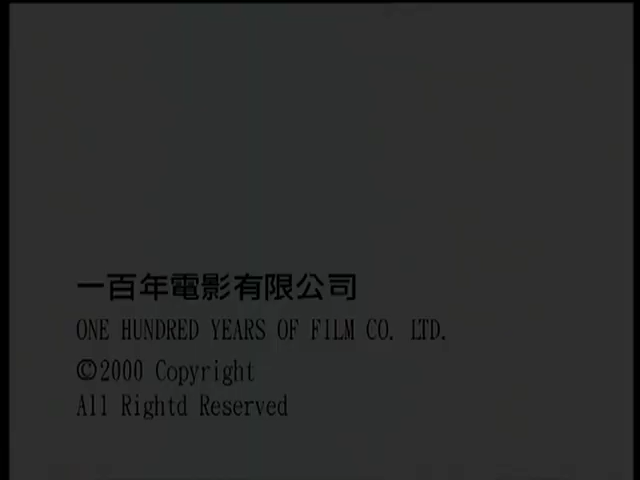 一百年電影有限公司
ONE HUNDRED YEARS OF FILM CO. LTD.
©2000 Copyright
All Rightd Reserved